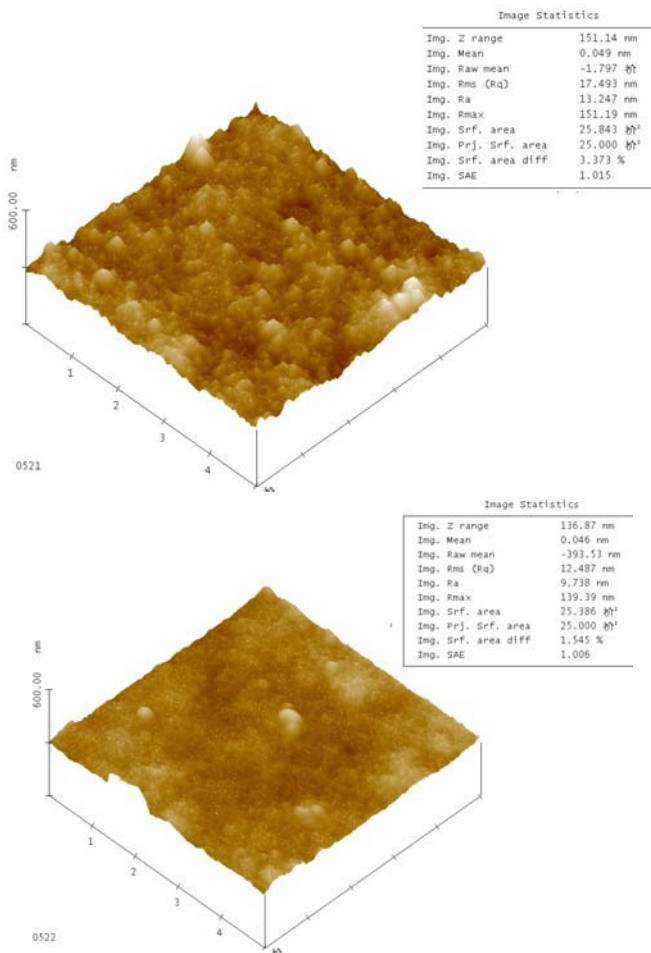 Image Statistics
Img. Z range 151.14 nm
Img. Mean 0.049 nm
Img. Raw mean -1.797
Img. Rms (Rq) 17.493 nm
Img. Ra 13.247 nm
Img. Rmax 151.19 nm
Img. Srf. area 25.843
Img. Prj. Srf. area 25.000
Img. Srf. area diff 3.373 %
Img. SAE 1.015
nm
600.00
1
2
3
4
0521
Image Statistics
Img. Z range 136.87 nm
Img. Mean 0.046 nm
Img. Raw mean -393.53 nm
Img. Rms (Rq) 12.487 nm
Img. Ra 9.738 nm
Img. Rmax 139.39 nm
Img. Srf. area 25.386
Img. Prj. Srf. area 25.000
Img. Srf. area diff 1.545 %
Img. SAE 1.006
nm
600.00
1
2
3
4
0522